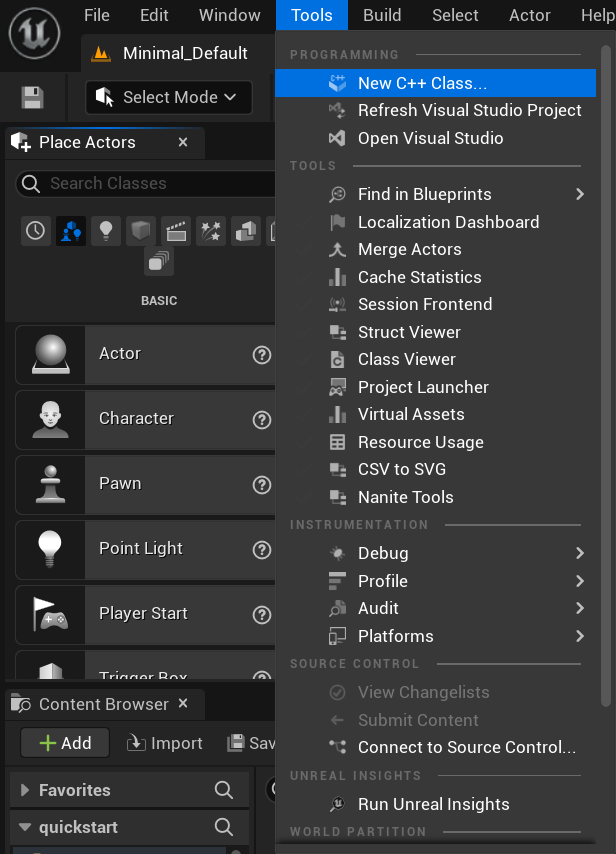 File Edit Window Tools Build Select Actor Help
Minimal_Default
Select Mode
Place Actors
Search Classes
BASIC
Actor
Character
Pawn
Point Light
Player Start
Trigger Box
Content Browser
Add Import Sav
Favorites
quickstart
PROGRAMMING
New C++ Class...
Refresh Visual Studio Project
Open Visual Studio
TOOLS
Find in Blueprints
Localization Dashboard
Merge Actors
Cache Statistics
Session Frontend
Struct Viewer
Class Viewer
Project Launcher
Virtual Assets
Resource Usage
CSV to SVG
Nanite Tools
INSTRUMENTATION
Debug
Profile
Audit
Platforms
SOURCE CONTROL
View Changelists
Submit Content
Connect to Source Control...
UNREAL INSIGHTS
Run Unreal Insights
WORLD PARTITION